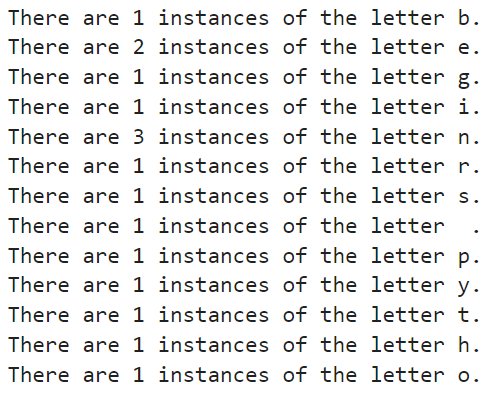 There are 1 instances of the letter b.
There are 2 instances of the letter e.
There are 1 instances of the letter g.
There are 1 instances of the letter i.
There are 3 instances of the letter n.
There are 1 instances of the letter r.
There are 1 instances of the letter s.
There are 1 instances of the letter  .
There are 1 instances of the letter p.
There are 1 instances of the letter y.
There are 1 instances of the letter t.
There are 1 instances of the letter h.
There are 1 instances of the letter o.